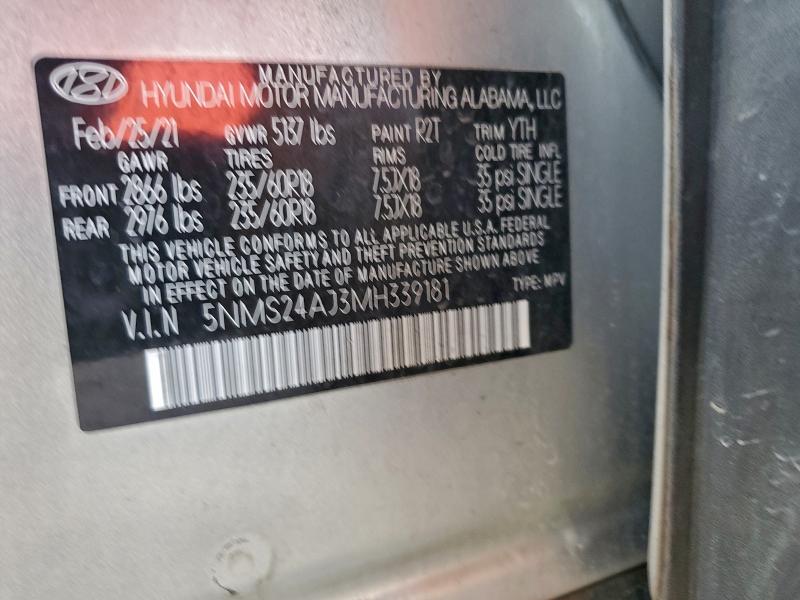 MANUFACTURED BY
HYUNDAI MOTOR MANUFACTURING ALABAMA, LLC
Feb/25/21 GVWR 5137 lbs PAINT R2T TRIM YTH
GAWR TIRES RIMS COLD TIRE INFL
FRONT 2866 lbs 235/60R18 7.5JX18 35 psi SINGLE
REAR 2976 lbs 235/60R18 7.5JX18 35 psi SINGLE
THIS VEHICLE CONFORMS TO ALL APPLICABLE U.S.A. FEDERAL
MOTOR VEHICLE SAFETY AND THEFT PREVENTION STANDARDS
IN EFFECT ON THE DATE OF MANUFACTURE SHOWN ABOVE
V.I.N 5NMS24AJ3MH339181 TYPE: MPV